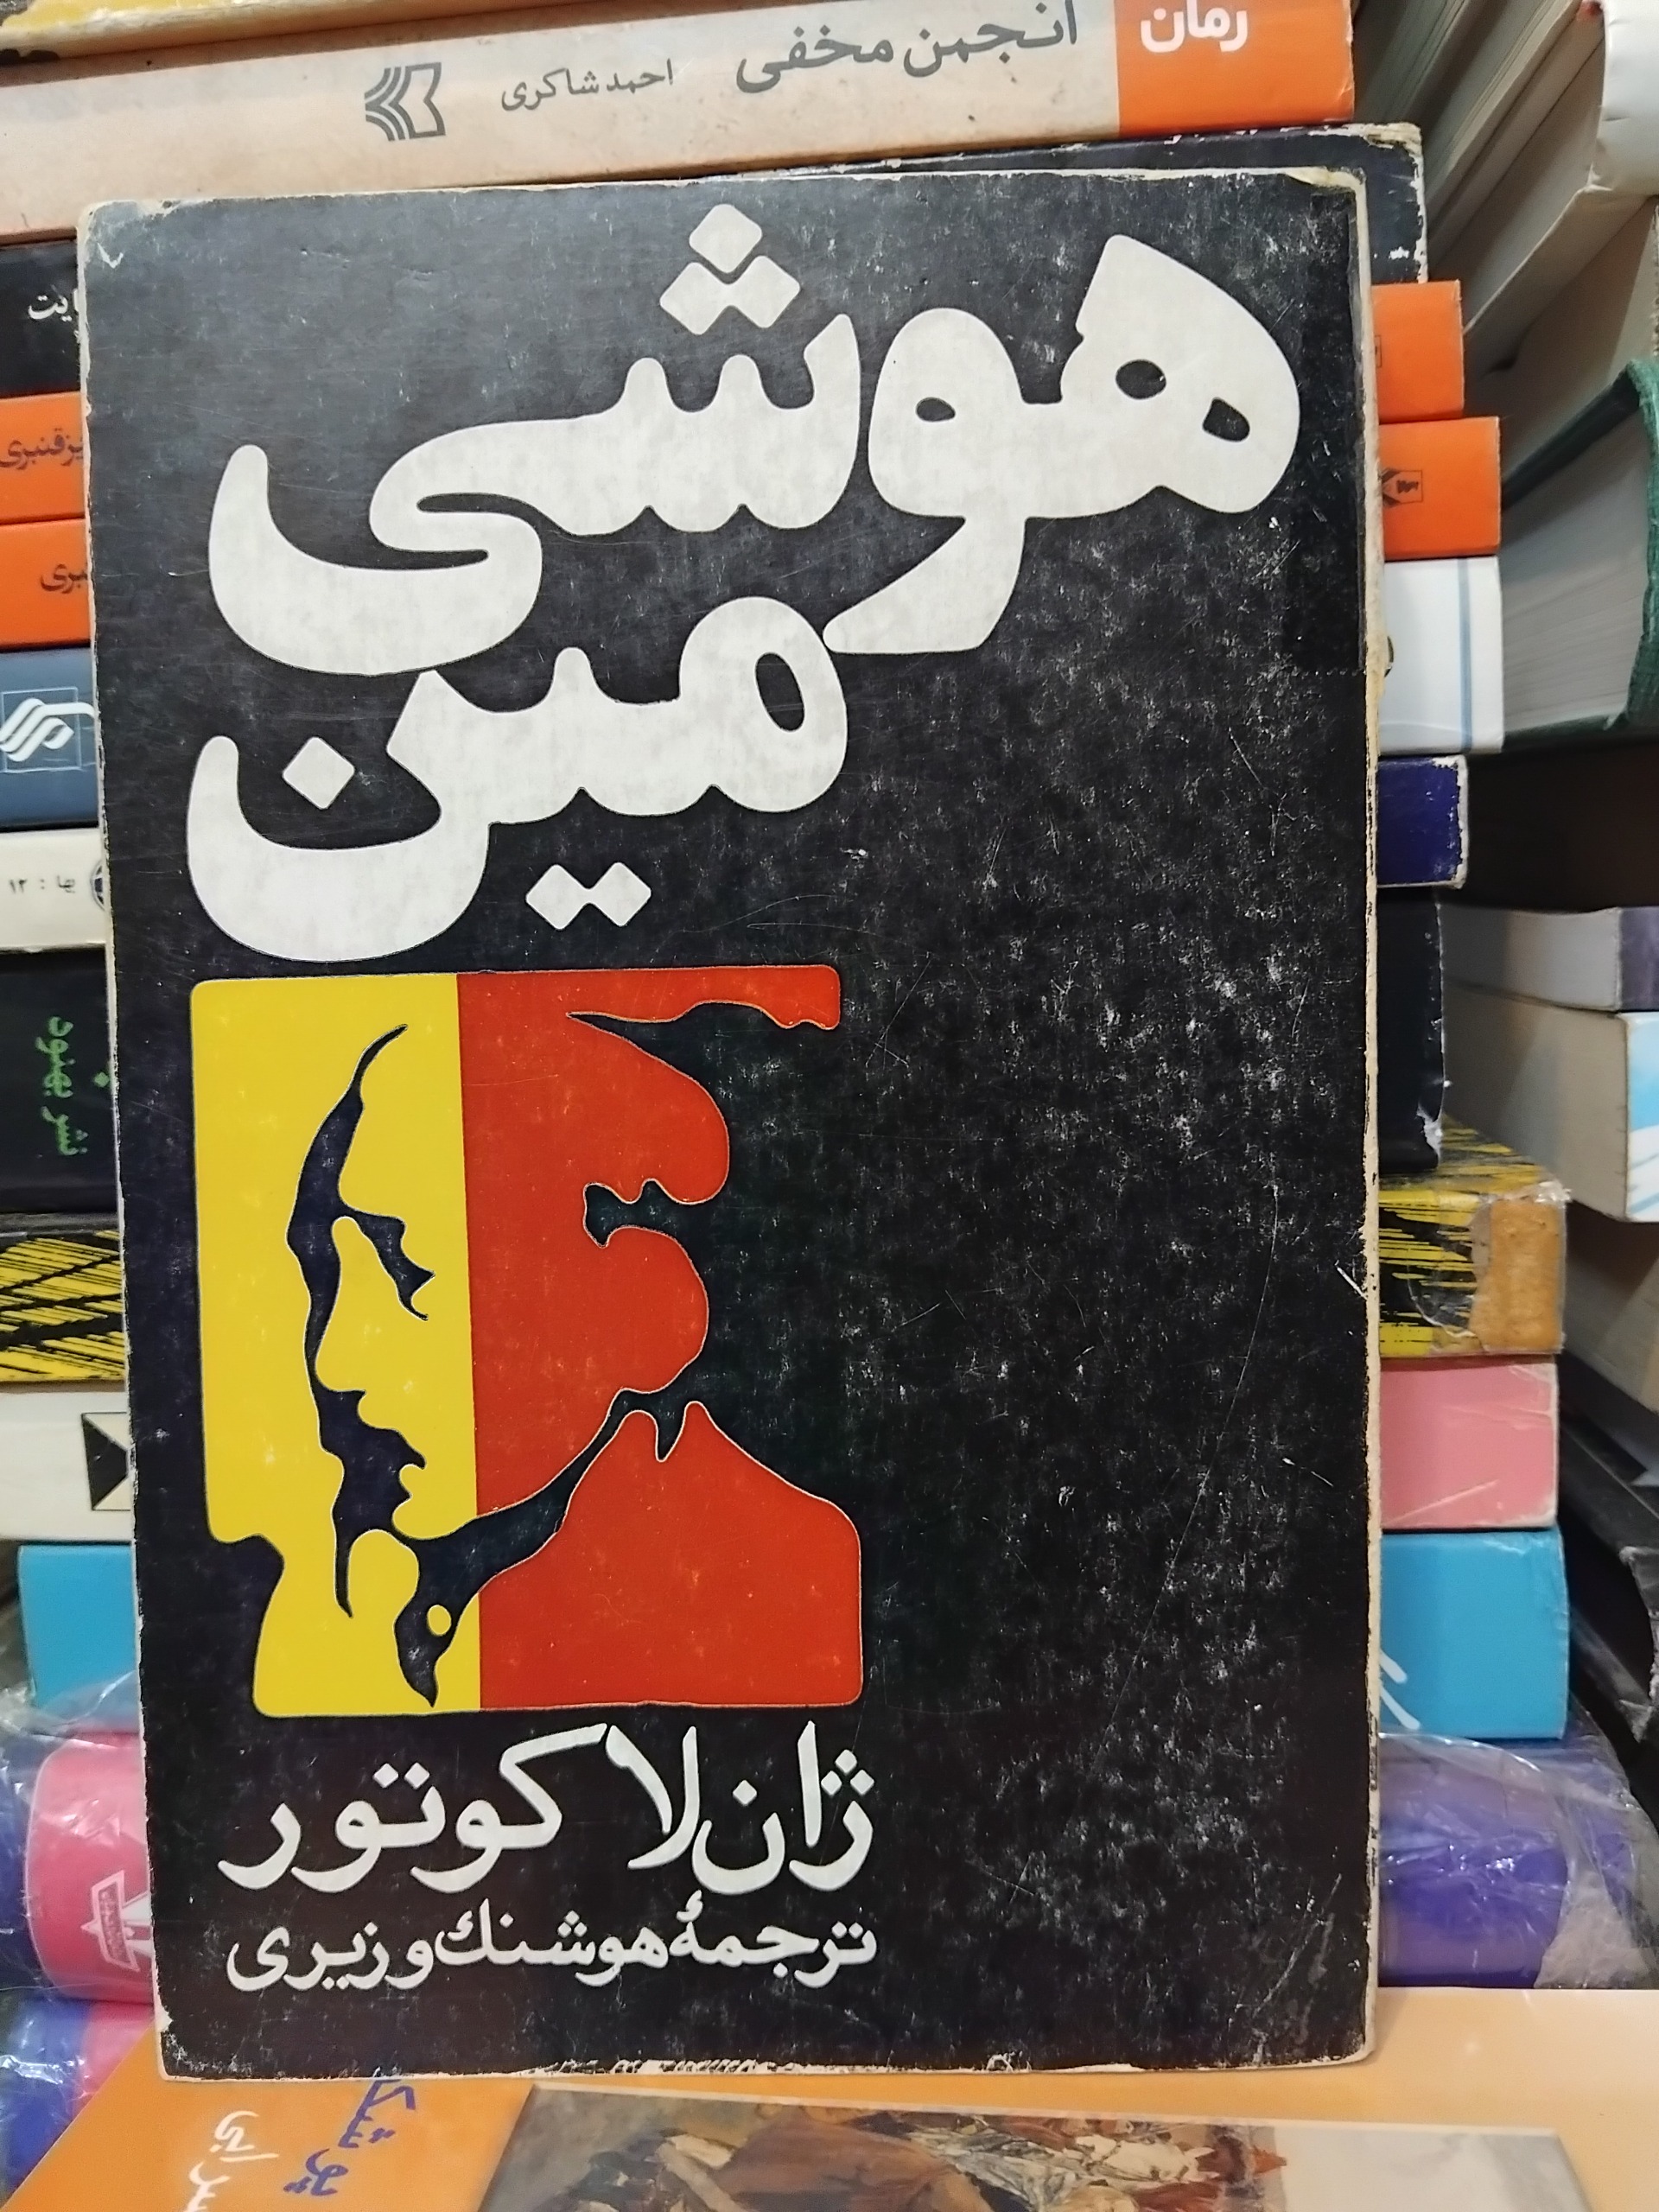 رمان انجمن مخفی احمد شاکری
هوشی
مین
ژان لاکوتور
ترجمهٔ هوشنگ وزیری
نشر بهنود